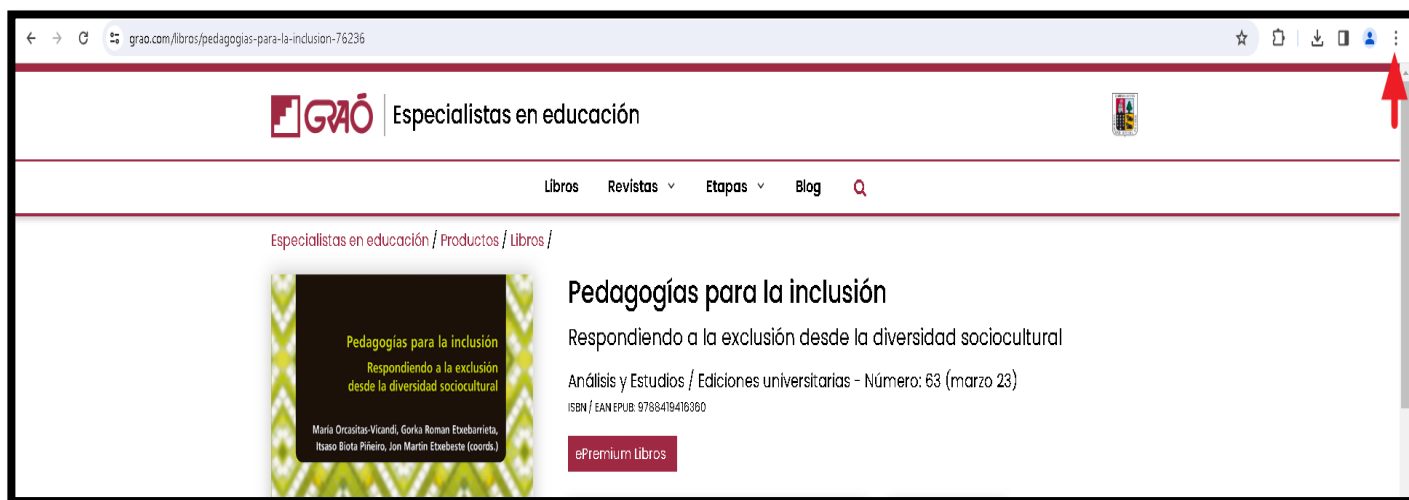 grao.com/libros/pedagogias-para-la-inclusion-76236
GRAÓ Especialistas en educación
Libros Revistas Etapas Blog
Especialistas en educación / Productos / Libros /
Pedagogías para la inclusión
Respondiendo a la exclusión
desde la diversidad sociocultural
María Orcasitas-Vicandi, Gorka Roman Etxebarrieta,
Itsaso Biota Piñeiro, Jon Martin Etxebeste (coords.)
Pedagogías para la inclusión
Respondiendo a la exclusión desde la diversidad sociocultural
Análisis y Estudios / Ediciones universitarias - Número: 63 (marzo 23)
ISBN / EAN EPUB: 9788419416360
ePremium Libros